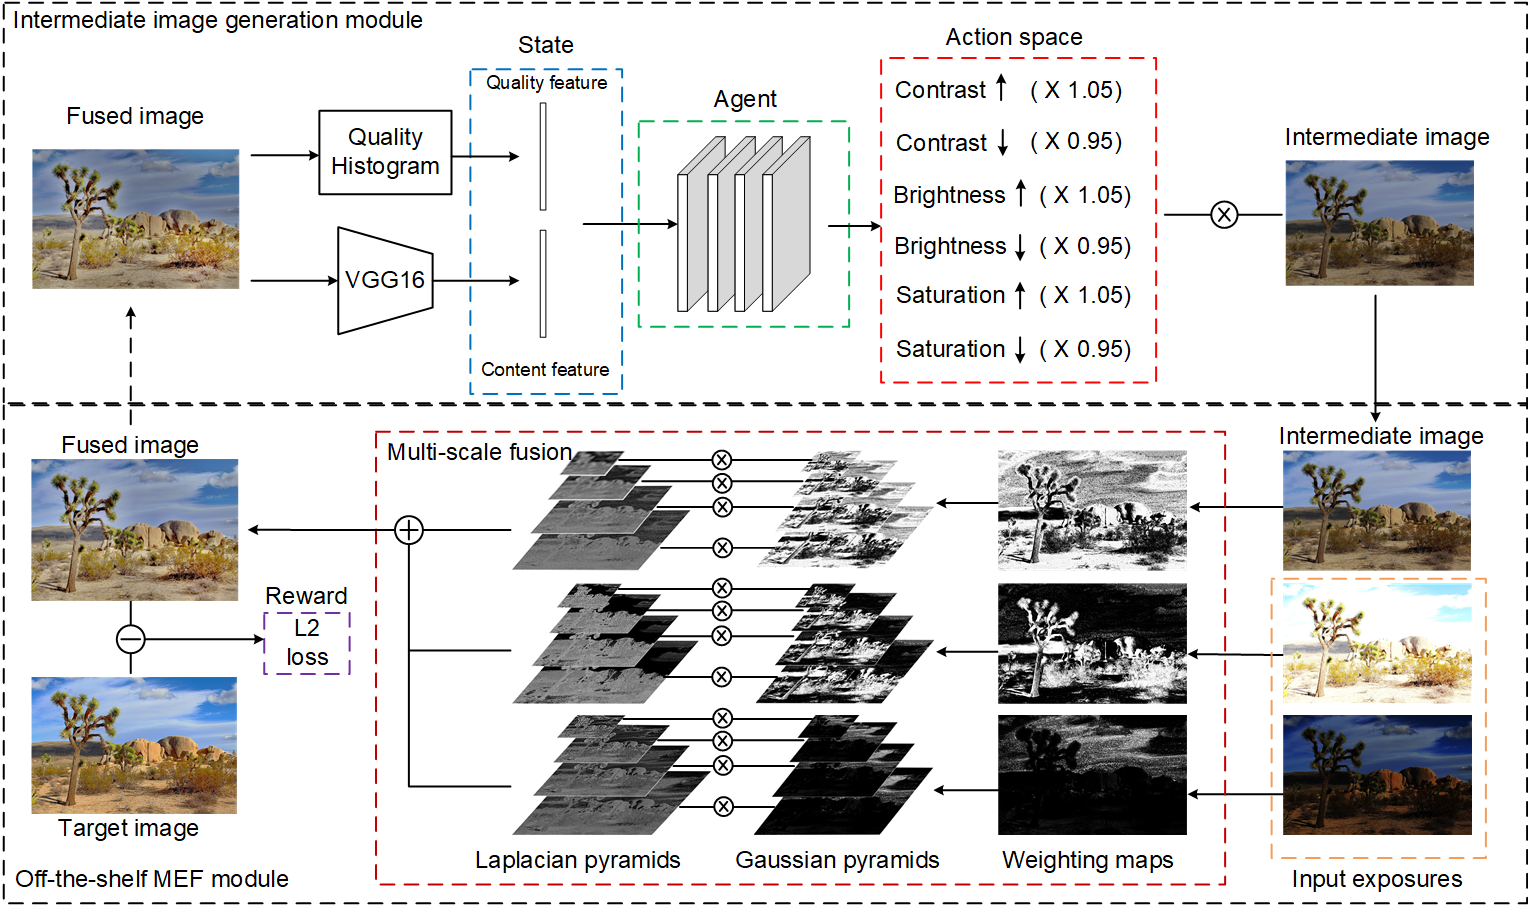 Intermediate image generation module
State
Action space
Quality feature
Contrast ↑ ( X 1.05)
Agent
Fused image
Quality
Histogram
Contrast ↓ ( X 0.95)
Intermediate image
Brightness ↑ ( X 1.05)
Brightness ↓ ( X 0.95)
VGG16
Saturation ↑ ( X 1.05)
Saturation ↓ ( X 0.95)
Content feature
Fused image
Multi-scale fusion
Intermediate image
Reward
L2
loss
Target image
Laplacian pyramids
Gaussian pyramids
Weighting maps
Input exposures
Off-the-shelf MEF module